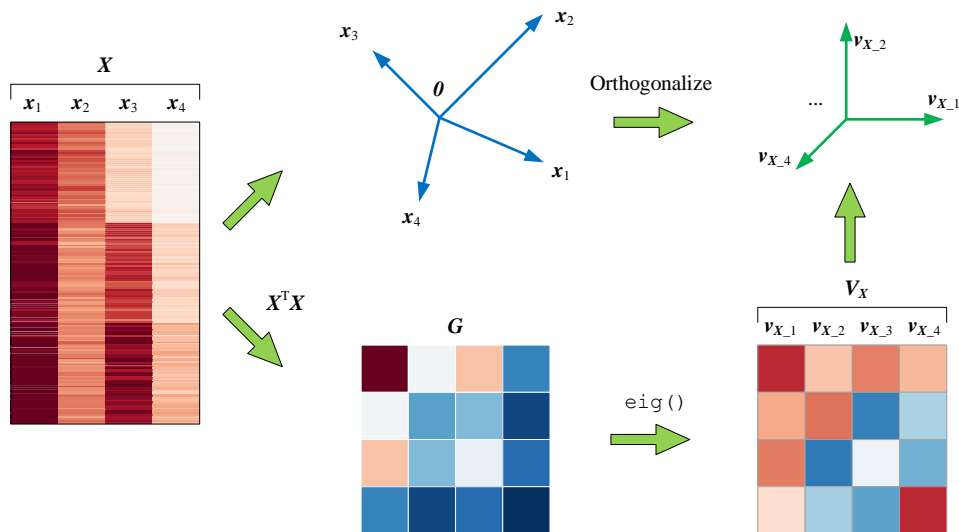 X
x1 x2 x3 x4
x3
x2
0
x1
x4
Orthogonalize
vX_2
...
vX_1
vX_4
XTX
G
eig()
VX
vX_1 vX_2 vX_3 vX_4